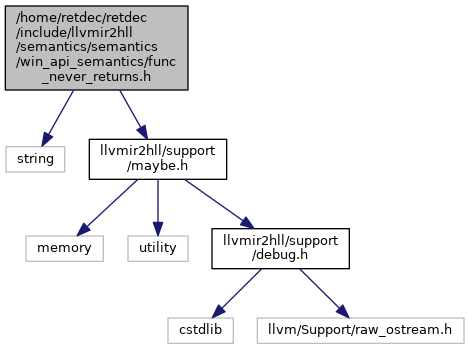 /home/retdec/retdec
/include/llvmir2hll
/semantics/semantics
/win_api_semantics/func
_never_returns.h
string
llvmir2hll/support
/maybe.h
memory
utility
llvmir2hll/support
/debug.h
cstdlib
llvm/Support/raw_ostream.h